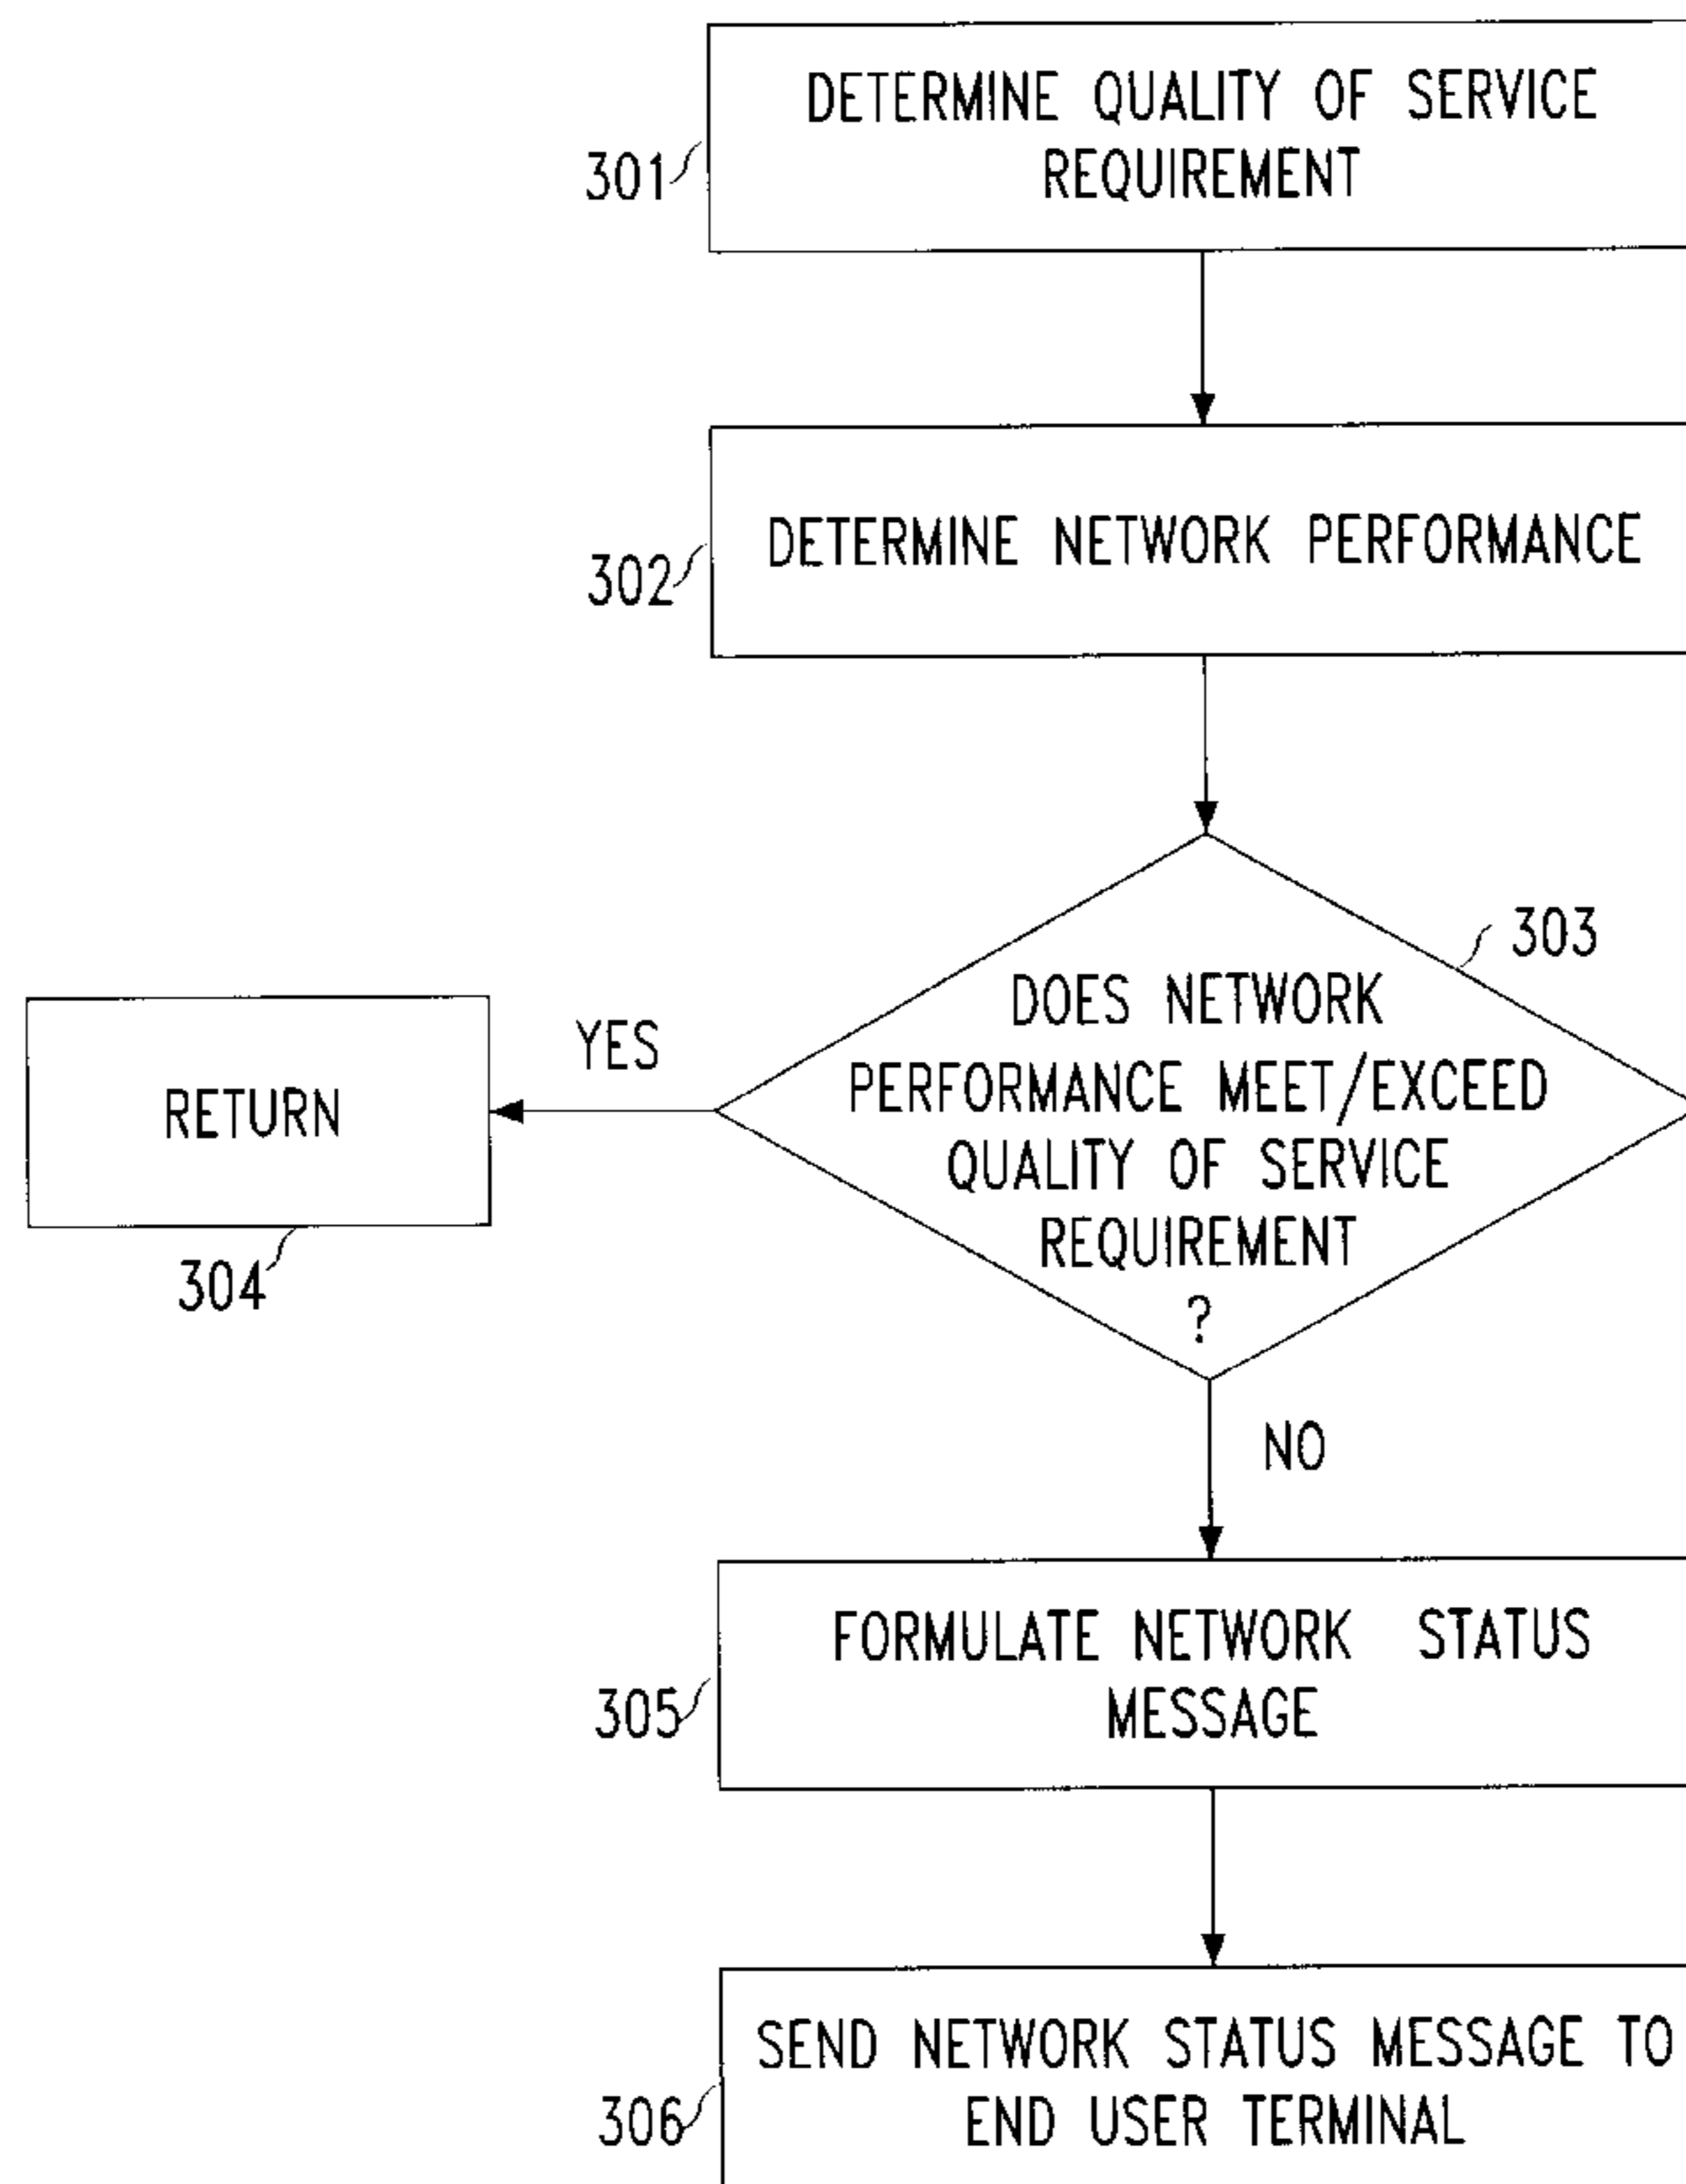 DETERMINE QUALITY OF SERVICE
REQUIREMENT
301
DETERMINE NETWORK PERFORMANCE
302
303
DOES NETWORK
PERFORMANCE MEET/EXCEED
QUALITY OF SERVICE
REQUIREMENT
?
YES
RETURN
304
NO
FORMULATE NETWORK STATUS
MESSAGE
305
SEND NETWORK STATUS MESSAGE TO
END USER TERMINAL
306